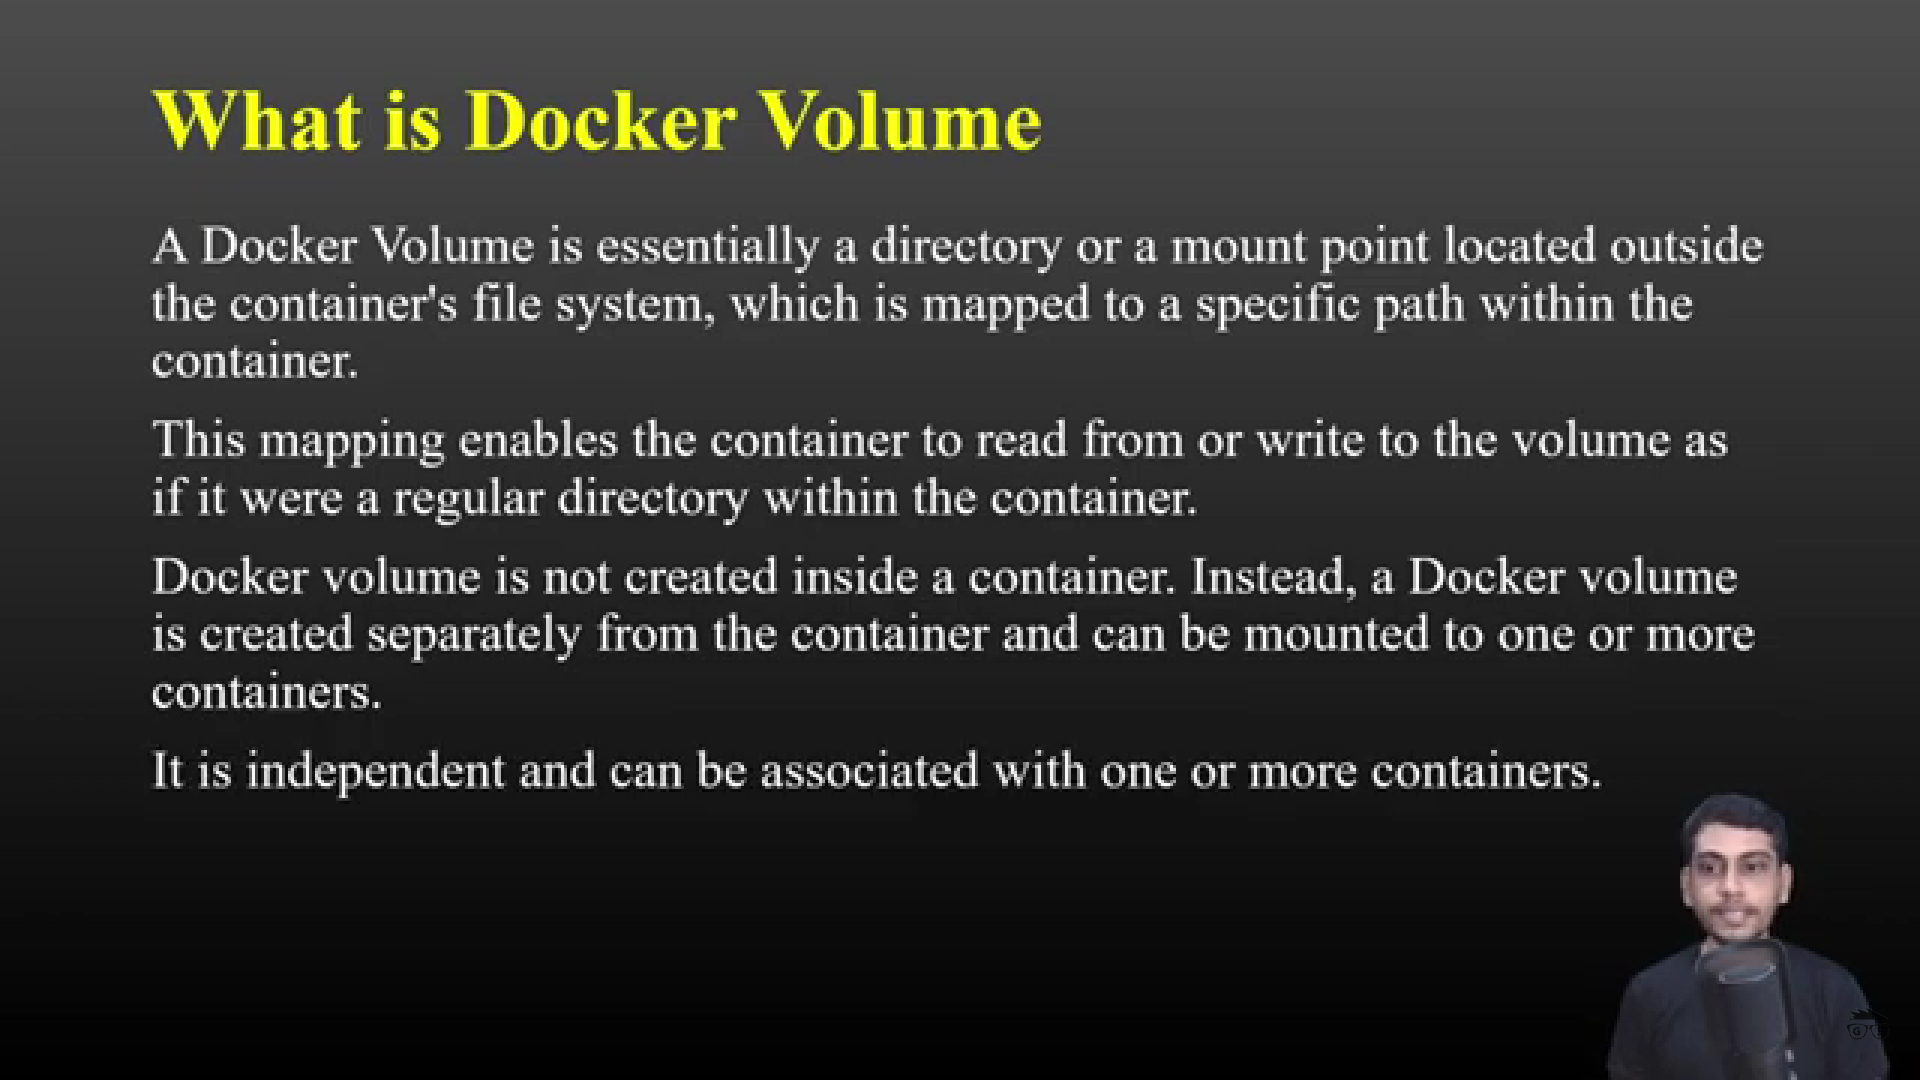 What is Docker Volume
A Docker Volume is essentially a directory or a mount point located outside
the container's file system, which is mapped to a specific path within the
container.
This mapping enables the container to read from or write to the volume as
if it were a regular directory within the container.
Docker volume is not created inside a container. Instead, a Docker volume
is created separately from the container and can be mounted to one or more
containers.
It is independent and can be associated with one or more containers.